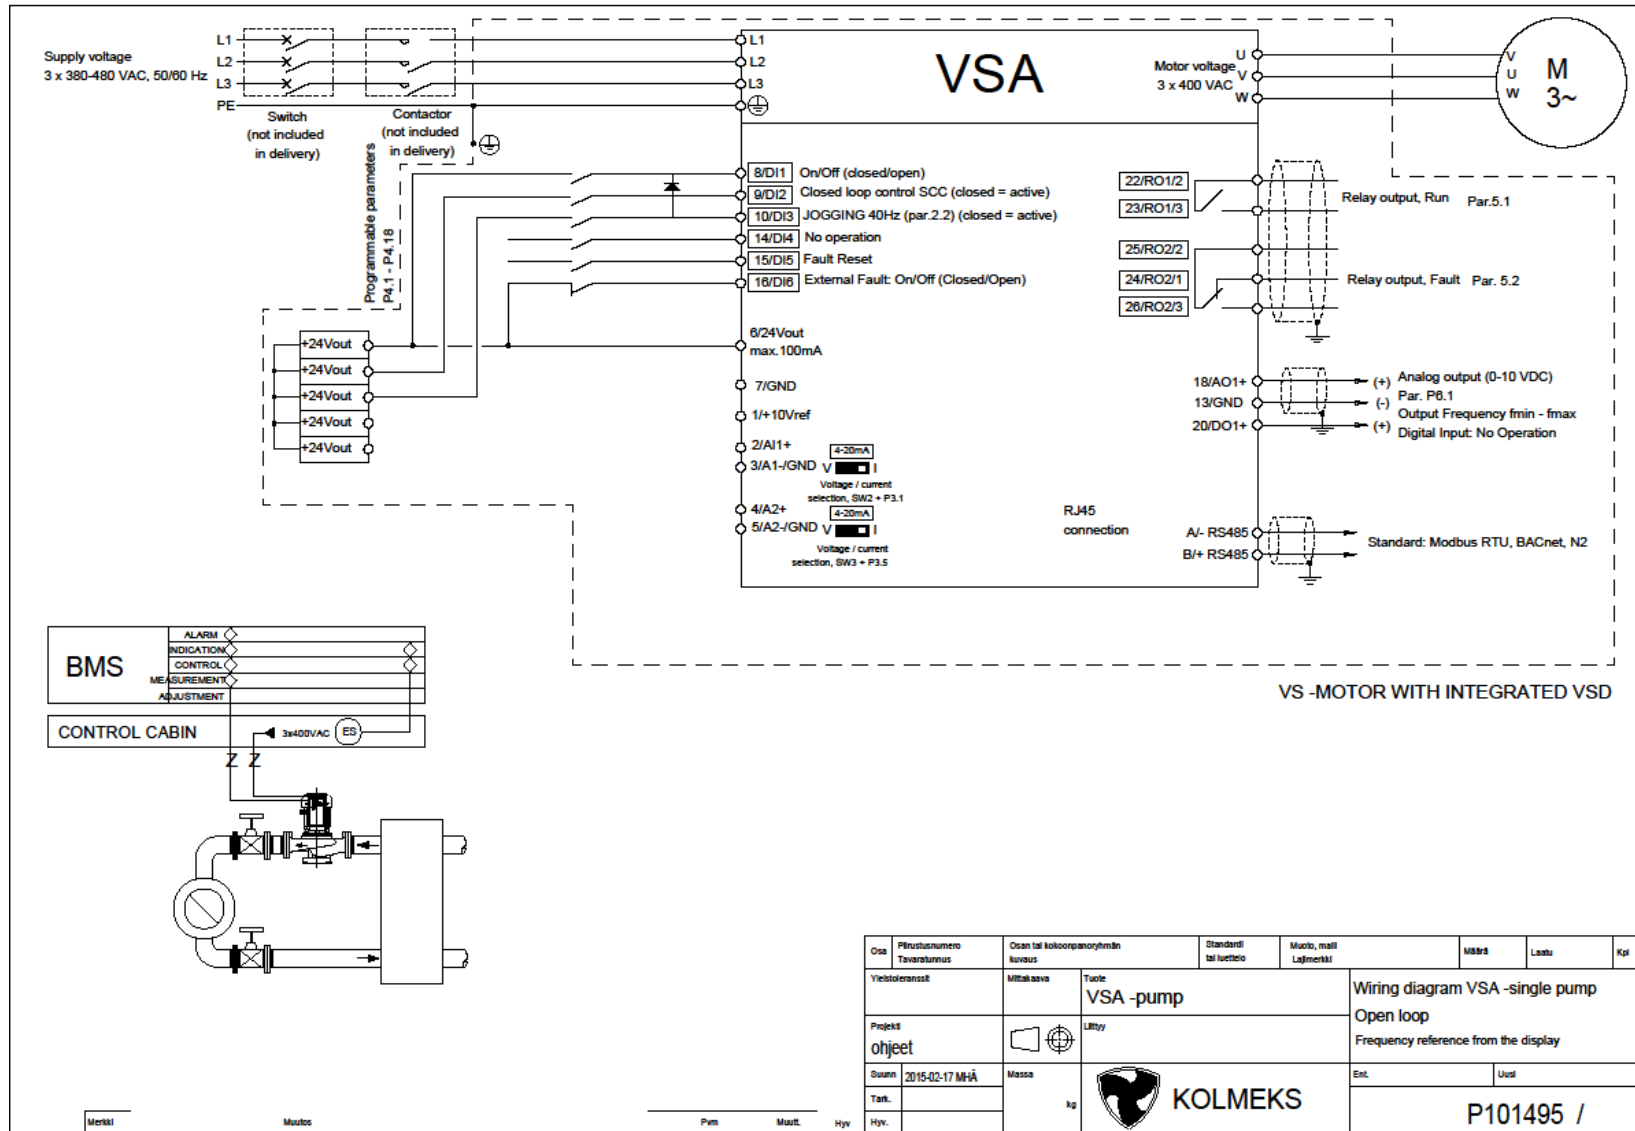 Supply voltage
3 x 380-480 VAC, 50/60 Hz
L1
L2
L3
PE
Switch
(not included
in delivery)
Contactor
(not included
in delivery)
L1
L2
L3
VSA
Motor voltage
3 x 400 VAC
U
V
W
V
U
W
M
3~
Programmable parameters
P4.1 - P4.18
8/DI1 On/Off (closed/open)
9/DI2 Closed loop control SCC (closed = active)
10/DI3 JOGGING 40Hz (par.2.2) (closed = active)
14/DI4 No operation
15/DI5 Fault Reset
16/DI6 External Fault: On/Off (Closed/Open)
6/24Vout
max.100mA
7/GND
1/+10Vref
2/AI1+
3/A1-/GND
4-20mA
V I
Voltage / current
selection, SW2 + P3.1
4/A2+
5/A2-/GND
4-20mA
V I
Voltage / current
selection, SW3 + P3.5
+24Vout
+24Vout
+24Vout
+24Vout
+24Vout
22/RO1/2
23/RO1/3
Relay output, Run Par.5.1
25/RO2/2
24/RO2/1
26/RO2/3
Relay output, Fault Par. 5.2
18/AO1+
13/GND
20/DO1+
(+) Analog output (0-10 VDC)
Par. P6.1
(-)
Output Frequency fmin - fmax
(+)
Digital Input: No Operation
RJ45
connection
A/- RS485
B/+ RS485
Standard: Modbus RTU, BACnet, N2
VS -MOTOR WITH INTEGRATED VSD
BMS
ALARM
INDICATION
CONTROL
MEASUREMENT
ADJUSTMENT
CONTROL CABIN
3x400VAC
ES
Z Z
Osa
Piirustusnumero
Tavaratunnus
Osan tai kokoonpanoryhmän
kuvaus
Standardi
tai luettelo
Muoto, malli
Lajimerkki
Määrä
Laatu
Kpl
Yleistoleranssit
Mittakaava
Tuote
VSA -pump
Wiring diagram VSA -single pump
Open loop
Frequency reference from the display
Projekti
ohjeet
Liittyy
Suunn 2015-02-17 MHÄ
Massa
kg
Tark.
Hyv.
KOLMEKS
Ent.
Uusi
P101495 /
Merkki
Muutos
Pvm
Muutt.
Hyv